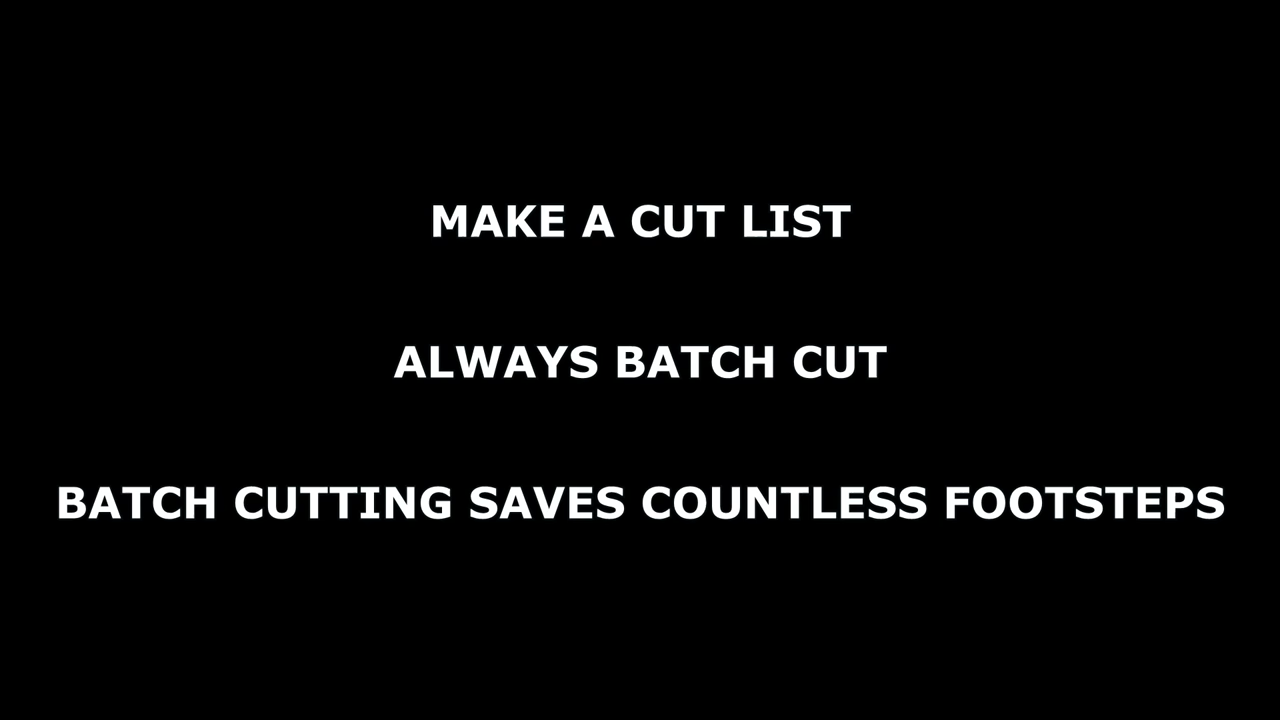 MAKE A CUT LIST
ALWAYS BATCH CUT
BATCH CUTTING SAVES COUNTLESS FOOTSTEPS